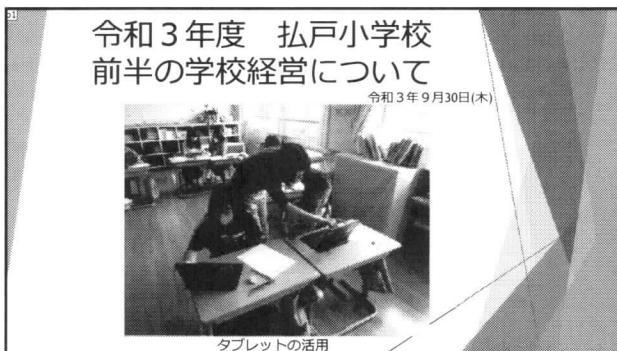 令和３年度　払戸小学校
前半の学校経営について
令和３年９月30日(木)
タブレットの活用